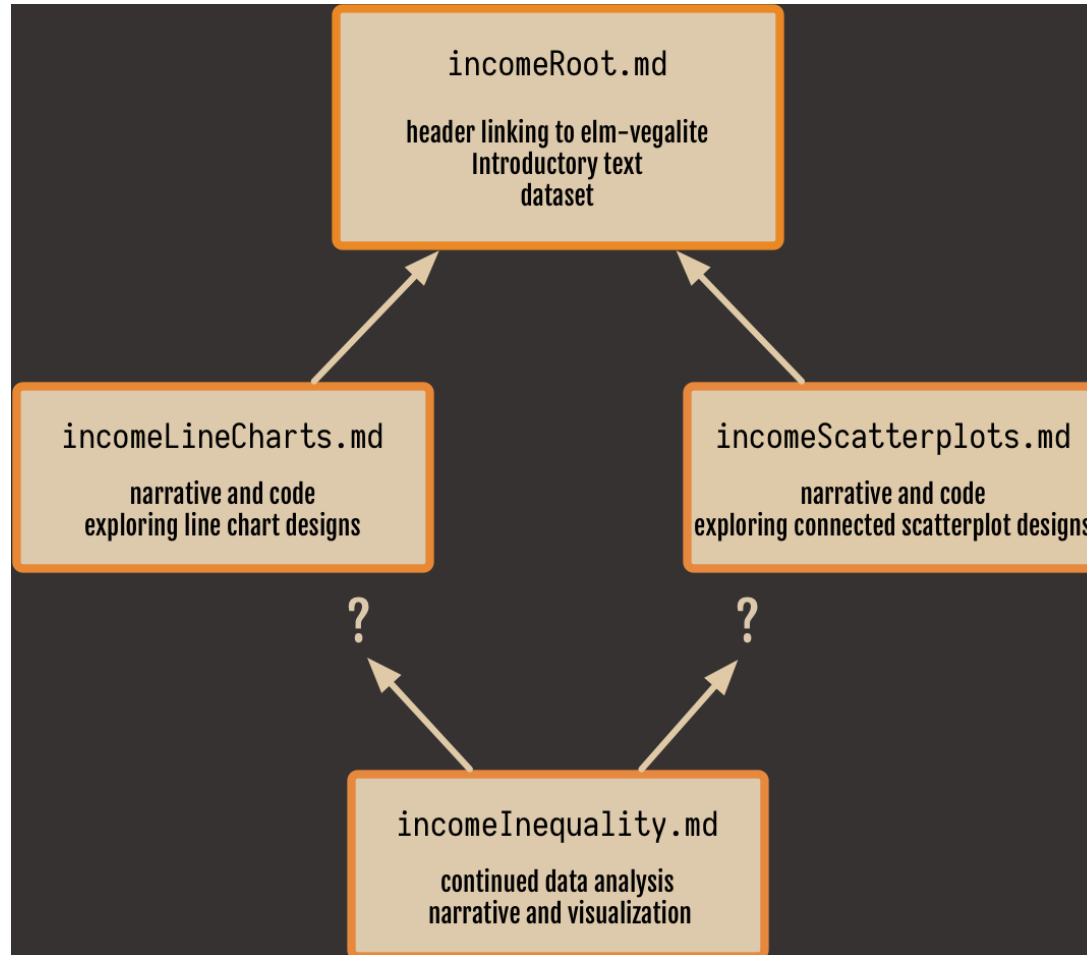 incomeRoot.md
header linking to elm-vegalite
Introductory text
dataset
incomeLineCharts.md
narrative and code
exploring line chart designs
incomeScatterplots.md
narrative and code
exploring connected scatterplot designs
?
?
incomeInequality.md
continued data analysis
narrative and visualization